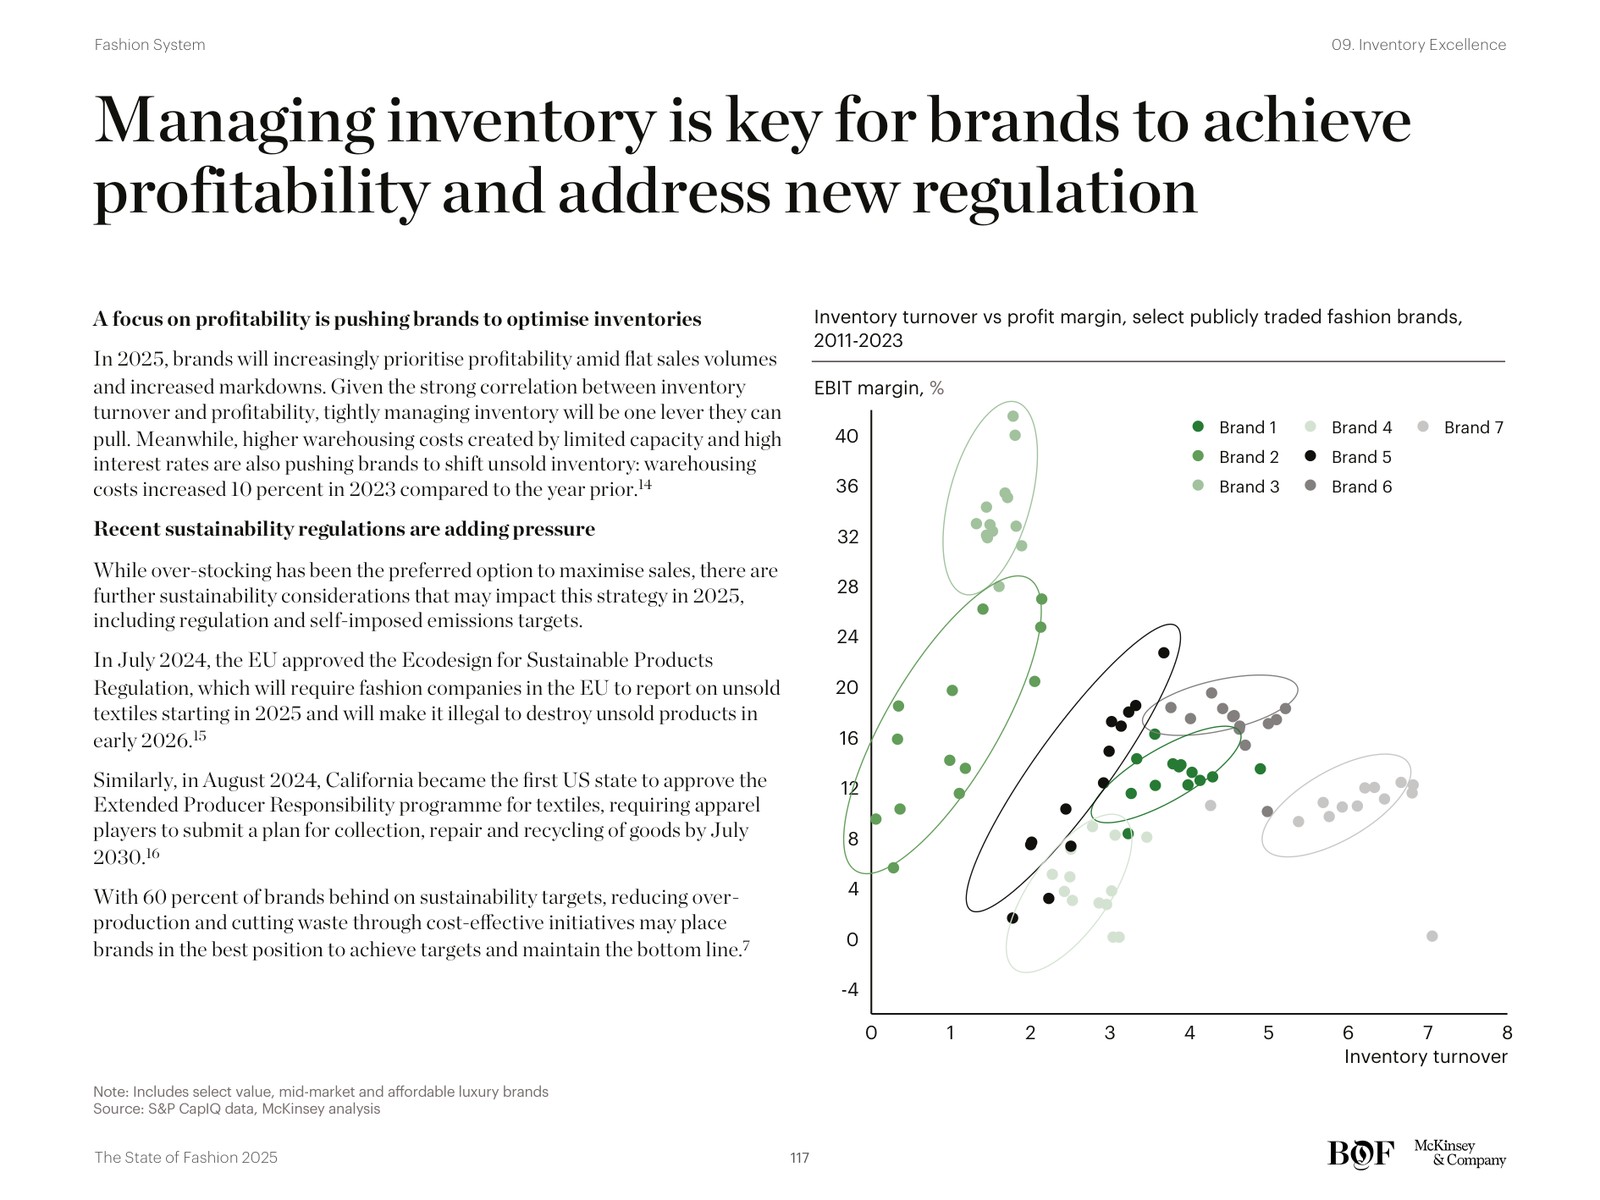 Fashion System
09. Inventory Excellence
Managing inventory is key for brands to achieve
profitability and address new regulation
A focus on profitability is pushing brands to optimise inventories
In 2025, brands will increasingly prioritise profitability amid flat sales volumes
and increased markdowns. Given the strong correlation between inventory
turnover and profitability, tightly managing inventory will be one lever they can
pull. Meanwhile, higher warehousing costs created by limited capacity and high
interest rates are also pushing brands to shift unsold inventory: warehousing
costs increased 10 percent in 2023 compared to the year prior.14
Recent sustainability regulations are adding pressure
While over-stocking has been the preferred option to maximise sales, there are
further sustainability considerations that may impact this strategy in 2025,
including regulation and self-imposed emissions targets.
In July 2024, the EU approved the Ecodesign for Sustainable Products
Regulation, which will require fashion companies in the EU to report on unsold
textiles starting in 2025 and will make it illegal to destroy unsold products in
early 2026.15
Similarly, in August 2024, California became the first US state to approve the
Extended Producer Responsibility programme for textiles, requiring apparel
players to submit a plan for collection, repair and recycling of goods by July
2030.16
With 60 percent of brands behind on sustainability targets, reducing over-
production and cutting waste through cost-effective initiatives may place
brands in the best position to achieve targets and maintain the bottom line.7
Inventory turnover vs profit margin, select publicly traded fashion brands,
2011-2023
EBIT margin, %
Brand 1 Brand 4 Brand 7
Brand 2 Brand 5
Brand 3 Brand 6
40
36
32
28
24
20
16
12
8
4
0
-4
0 1 2 3 4 5 6 7 8
Inventory turnover
Note: Includes select value, mid-market and affordable luxury brands
Source: S&P CapIQ data, McKinsey analysis
The State of Fashion 2025
117
BOF
McKinsey
& Company